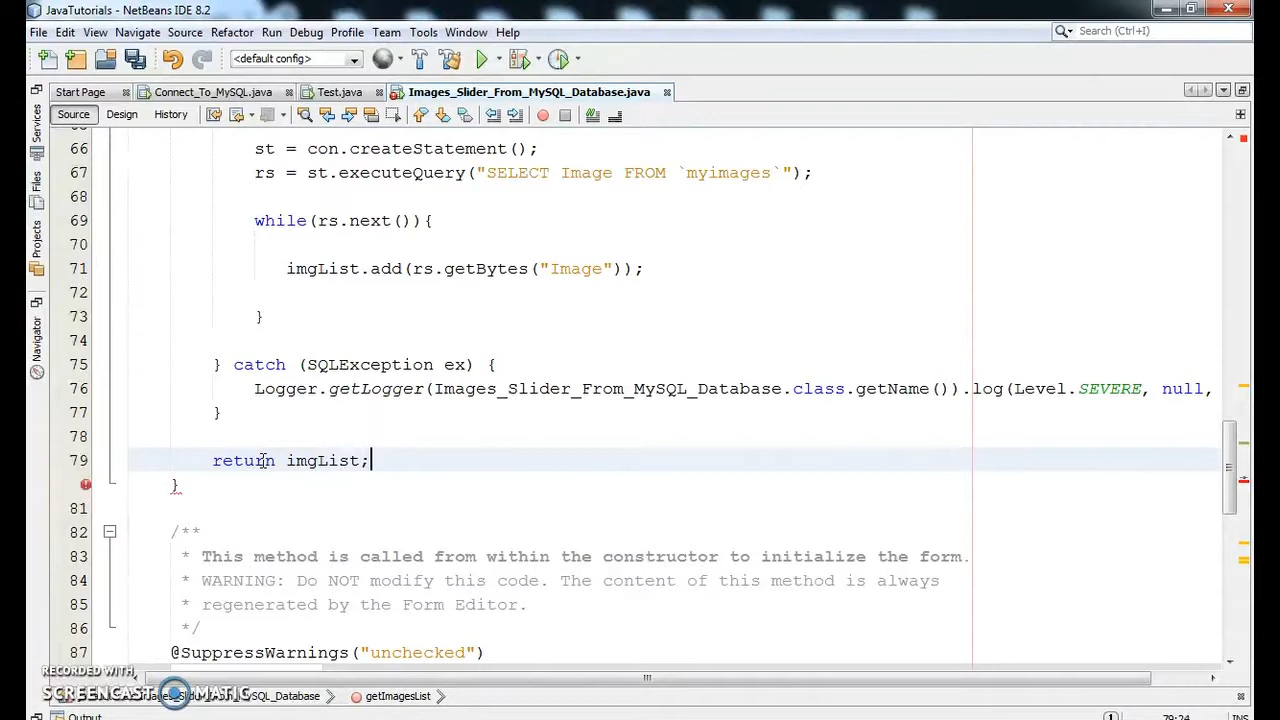 JavaTutorials - NetBeans IDE 8.2
File Edit View Navigate Source Refactor Run Debug Profile Team Tools Window Help
Search (Ctrl+I)
<default config>
Start Page Connect_To_MySQL.java Test.java Images_Slider_From_MySQL_Database.java
Source Design History
Services
Files
Projects
Navigator
66 st = con.createStatement();
67 rs = st.executeQuery("SELECT Image FROM `myimages`");
68
69 while(rs.next()){
70
71 imgList.add(rs.getBytes("Image"));
72
73 }
74
75 } catch (SQLException ex) {
76 Logger.getLogger(Images_Slider_From_MySQL_Database.class.getName()).log(Level.SEVERE, null,
77 }
78
79 return imgList;
}
81
82 /**
83 * This method is called from within the constructor to initialize the form.
84 * WARNING: Do NOT modify this code. The content of this method is always
85 * regenerated by the Form Editor.
86 */
87 @SuppressWarnings("unchecked")
RECORDED WITH
SCREENCAST MATIC
Database getImagesList
Output
1 79:24 INS